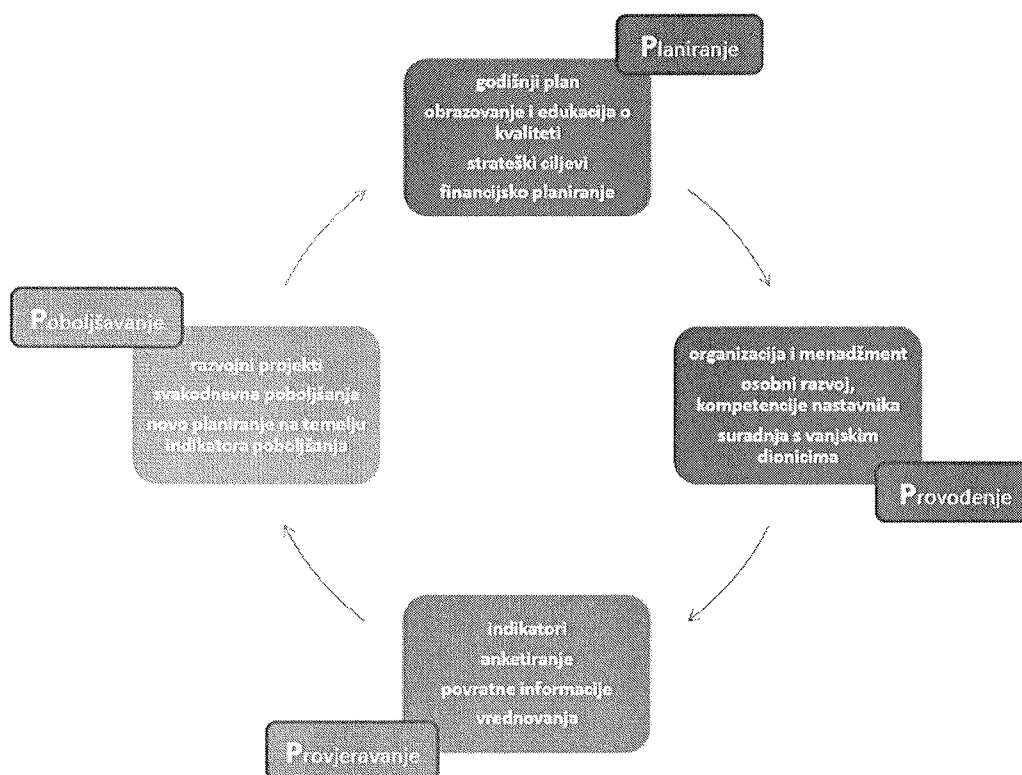 Planiranje
godišnji plan
obrazovanje i edukacija o
kvaliteti
strateški ciljevi
financijsko planiranje
Poboljšavanje
razvojni projekti
svakodnevna poboljšanja
novo planiranje na temelju
indikatora poboljšanja
organizacija i menadžment
osobni razvoj,
kompetencije nastavnika
suradnja s vanjskim
dionicima
Provođenje
indikatori
anketiranje
povratne informacije
vrednovanja
Provjeravanje